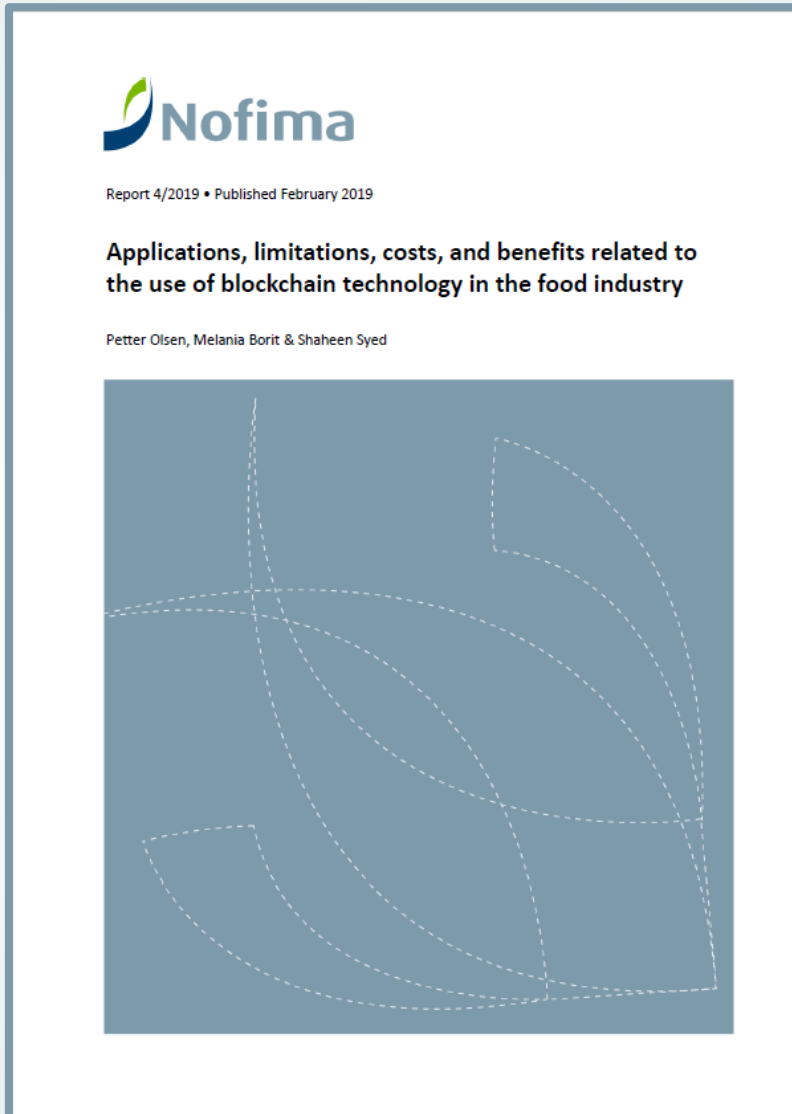 Nofima
Report 4/2019 • Published February 2019
Applications, limitations, costs, and benefits related to
the use of blockchain technology in the food industry
Petter Olsen, Melania Borit & Shaheen Syed